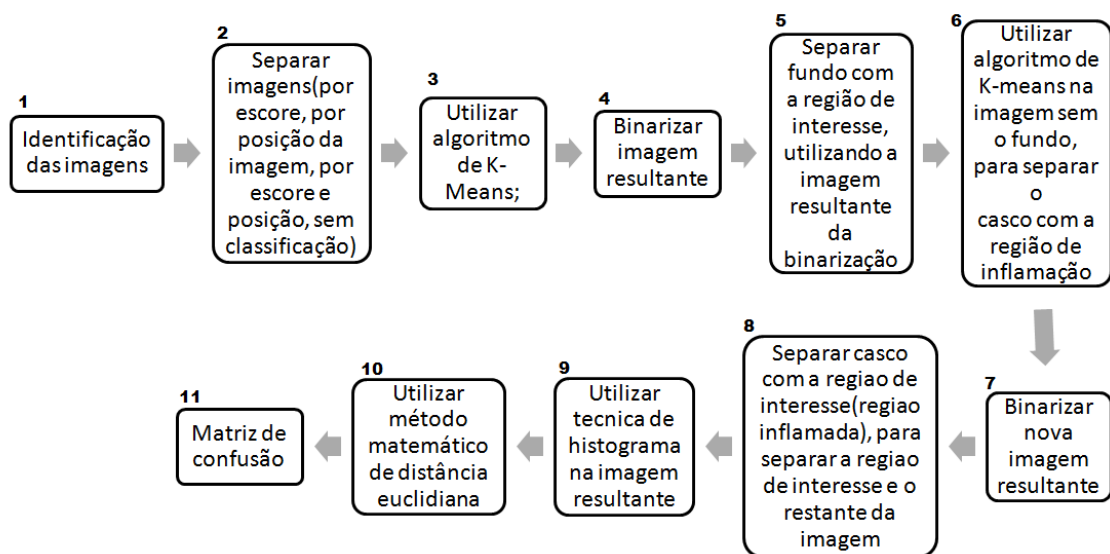 1
Identificação
das imagens
2
Separar
imagens(por
escore, por
posição da
imagem, por
escore e
posição, sem
classificação)
3
Utilizar
algoritmo
de K-
Means;
4
Binarizar
imagem
resultante
5
Separar
fundo com
a região de
interesse,
utilizando a
imagem
resultante
da
binarização
6
Utilizar
algoritmo de
K-means na
imagem sem
o fundo,
para separar
o
casco com a
região de
inflamação
7
Binarizar
nova
imagem
resultante
8
Separar casco
com a regiao de
interesse(regiao
inflamada), para
separar a regiao
de interesse e o
restante da
imagem
9
Utilizar
tecnica de
histograma
na imagem
resultante
10
Utilizar
método
matemático
de distância
euclidiana
11
Matriz de
confusão